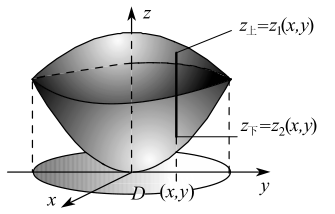 z
z上=z₁(x,y)
z下=z₂(x,y)
x
D
(x,y)
y